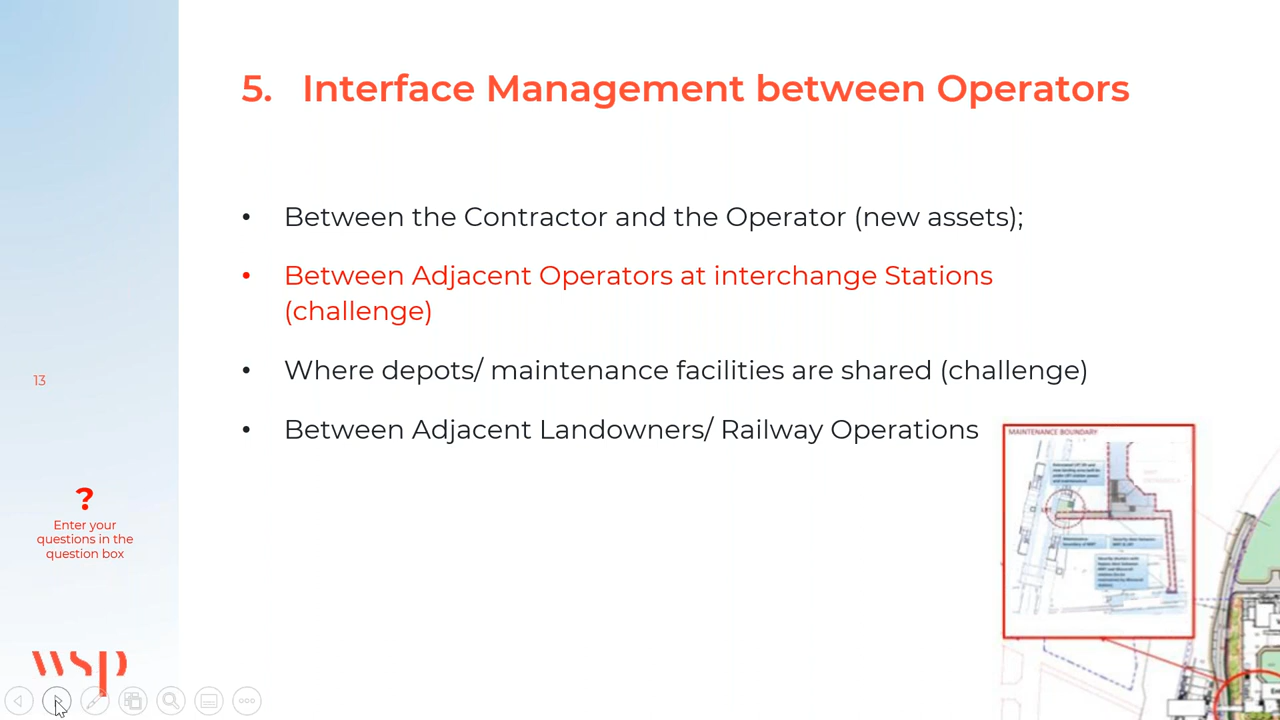 5. Interface Management between Operators
• Between the Contractor and the Operator (new assets);
• Between Adjacent Operators at interchange Stations
(challenge)
• Where depots/ maintenance facilities are shared (challenge)
• Between Adjacent Landowners/ Railway Operations
13
?
Enter your
questions in the
question box
wsp
MAINTENANCE BOUNDARY